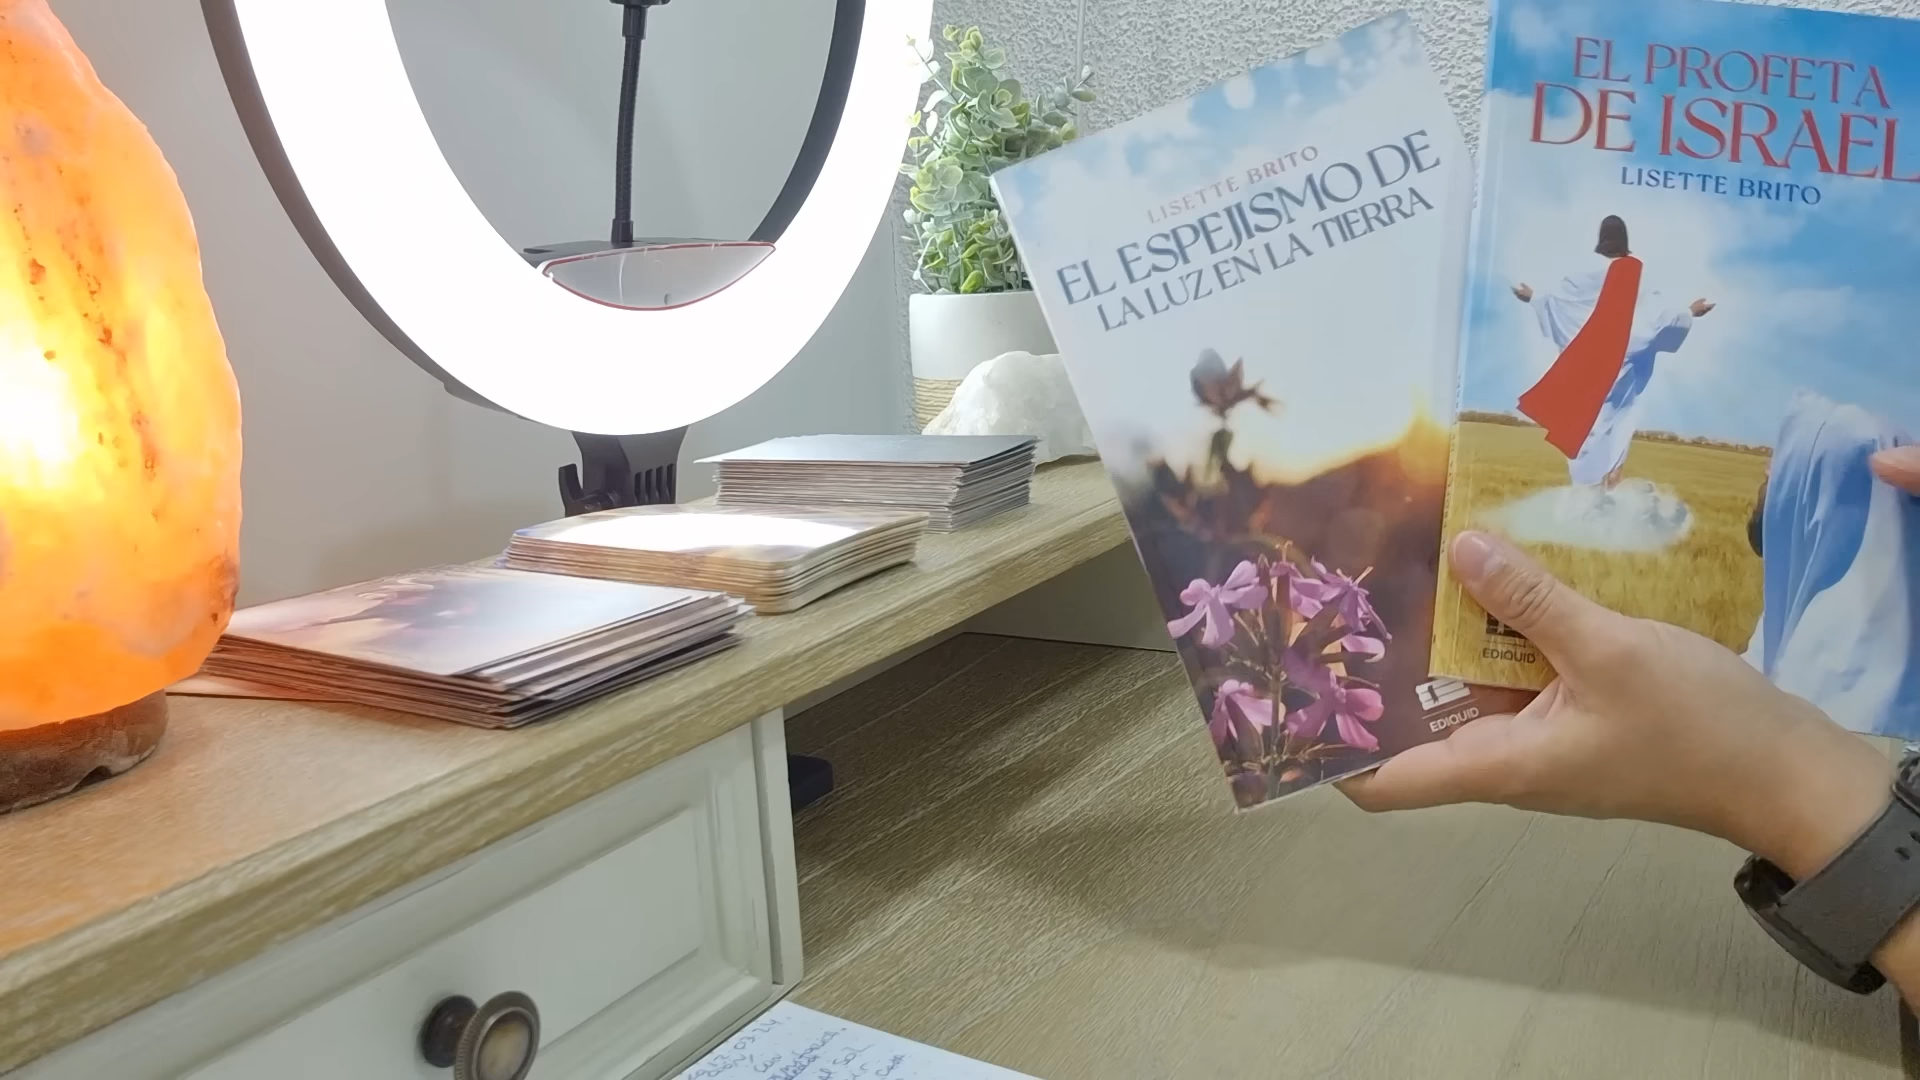 LISETTE BRITO
EL ESPEJISMO DE
LA LUZ EN LA TIERRA
EDIQUID
EL PROFETA
DE ISRAEL
LISETTE BRITO
EDIQUID